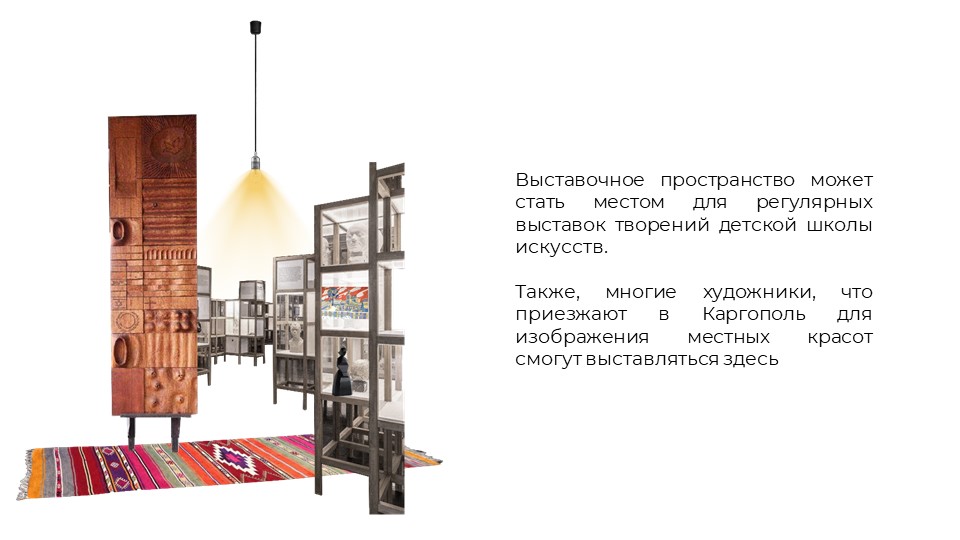 Выставочное пространство может
стать местом для регулярных
выставок творений детской школы
искусств.
Также, многие художники, что
приезжают в Каргополь для
изображения местных красот
смогут выставляться здесь